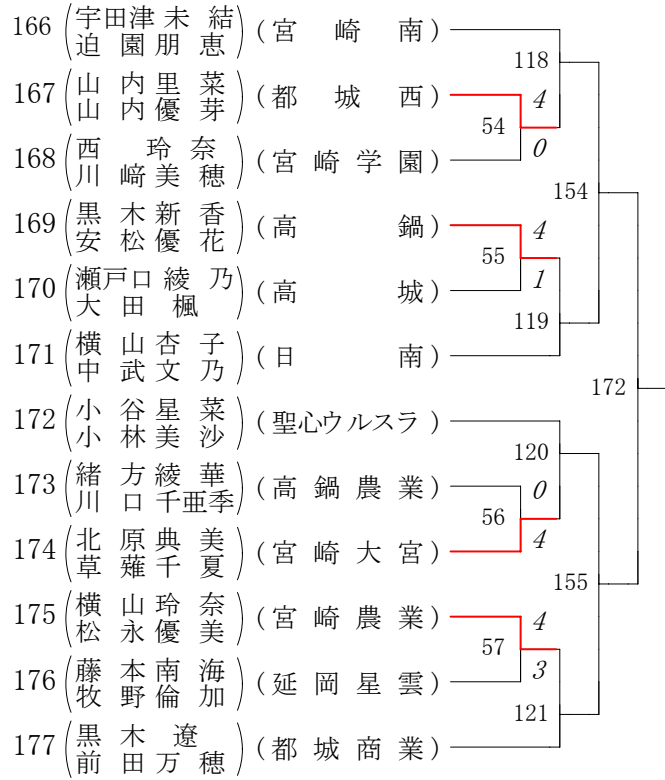 166 (宇田津 未 結 (宮 崎 南) 118
迫 園 朋 恵)
167 (山 内 里 菜 (都 城 西) 4
山 内 優 芽) 54
168 (西 玲 奈 (宮 崎 学 園) 0
川 﨑 美 穂)
154
169 (黒 木 新 香 (高 鍋) 4
安 松 優 花) 55
170 (瀬戸口 綾 乃 (高 城) 1
大 田 楓)
119
171 (横 山 杏 子 (日 南)
中 武 文 乃)
172
172 (小 谷 星 菜 (聖心ウルスラ)
小 林 美 沙) 120
173 (緒 方 綾 華 (高 鍋 農 業) 0
川 口 千亜季) 56
174 (北 原 典 美 (宮 崎 大 宮) 4
草 薙 千 夏)
155
175 (横 山 玲 奈 (宮 崎 農 業) 4
松 永 優 美) 57
176 (藤 本 南 海 (延 岡 星 雲) 3
牧 野 倫 加)
121
177 (黒 木 遼 (都 城 商 業)
前 田 万 穂)